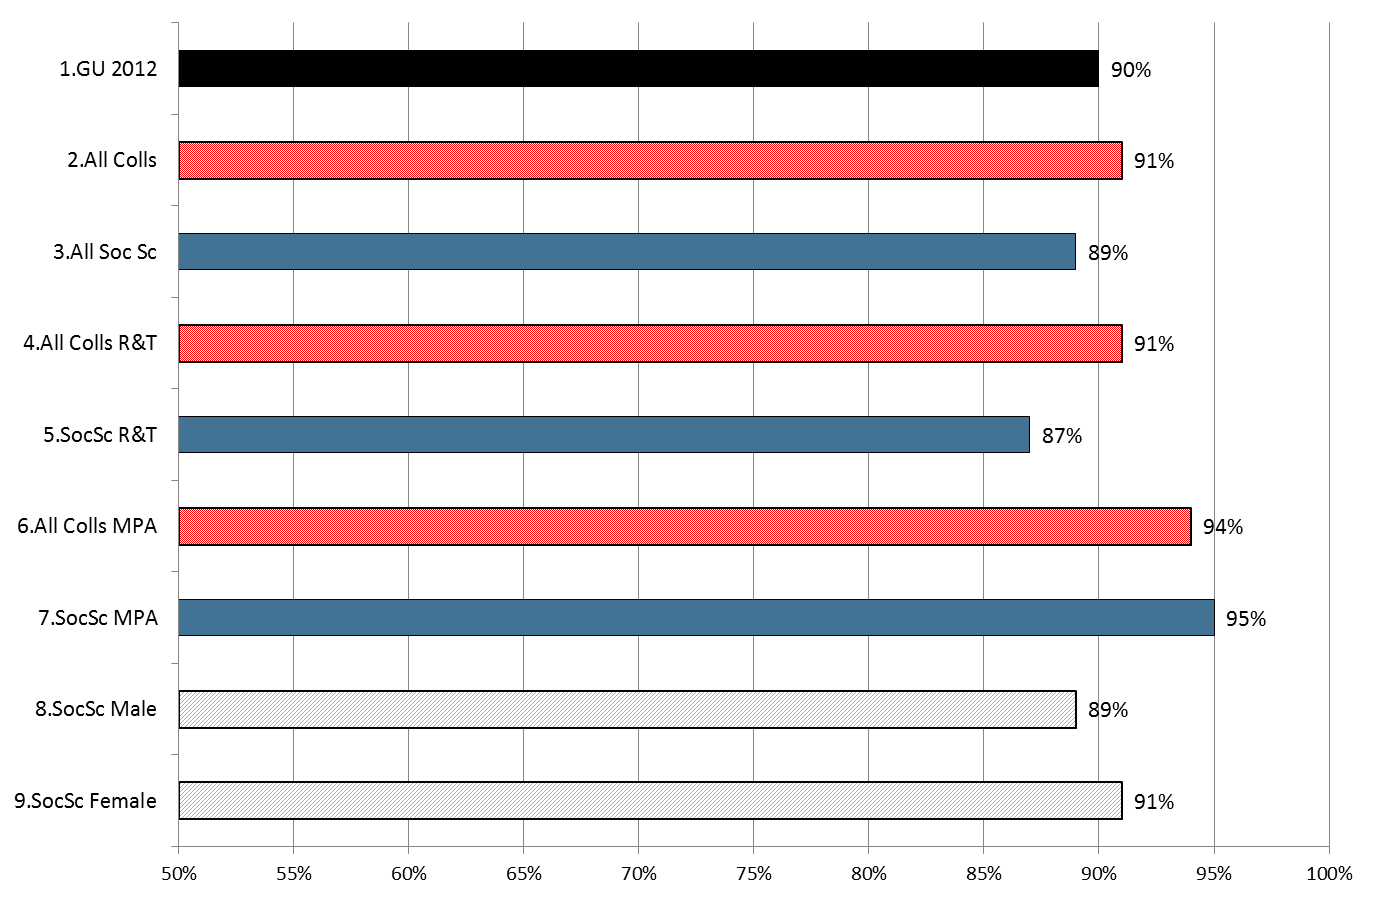 1.GU 2012
90%
2.All Colls
91%
3.All Soc Sc
89%
4.All Colls R&T
91%
5.SocSc R&T
87%
6.All Colls MPA
94%
7.SocSc MPA
95%
8.SocSc Male
89%
9.SocSc Female
91%
50% 55% 60% 65% 70% 75% 80% 85% 90% 95% 100%